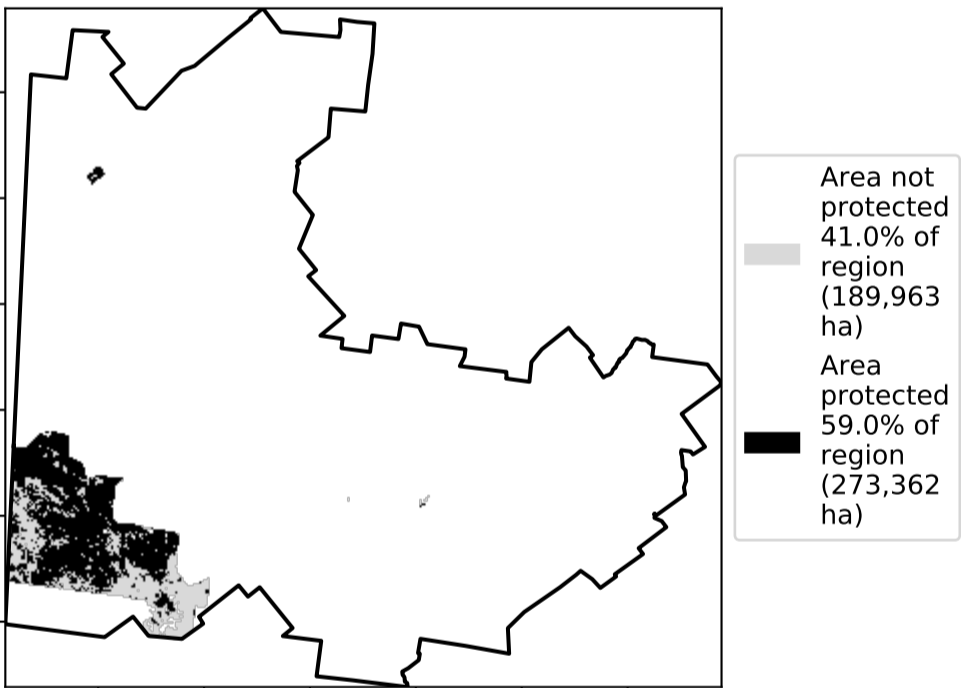 Area not
protected
41.0% of
region
(189,963
ha)
Area
protected
59.0% of
region
(273,362
ha)